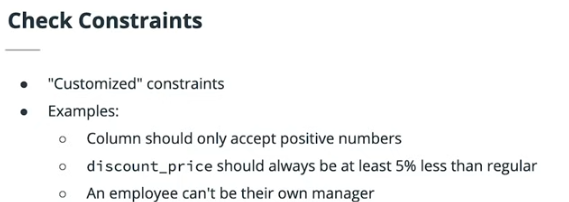 Check Constraints
● "Customized" constraints
● Examples:
○ Column should only accept positive numbers
○ discount_price should always be at least 5% less than regular
○ An employee can't be their own manager